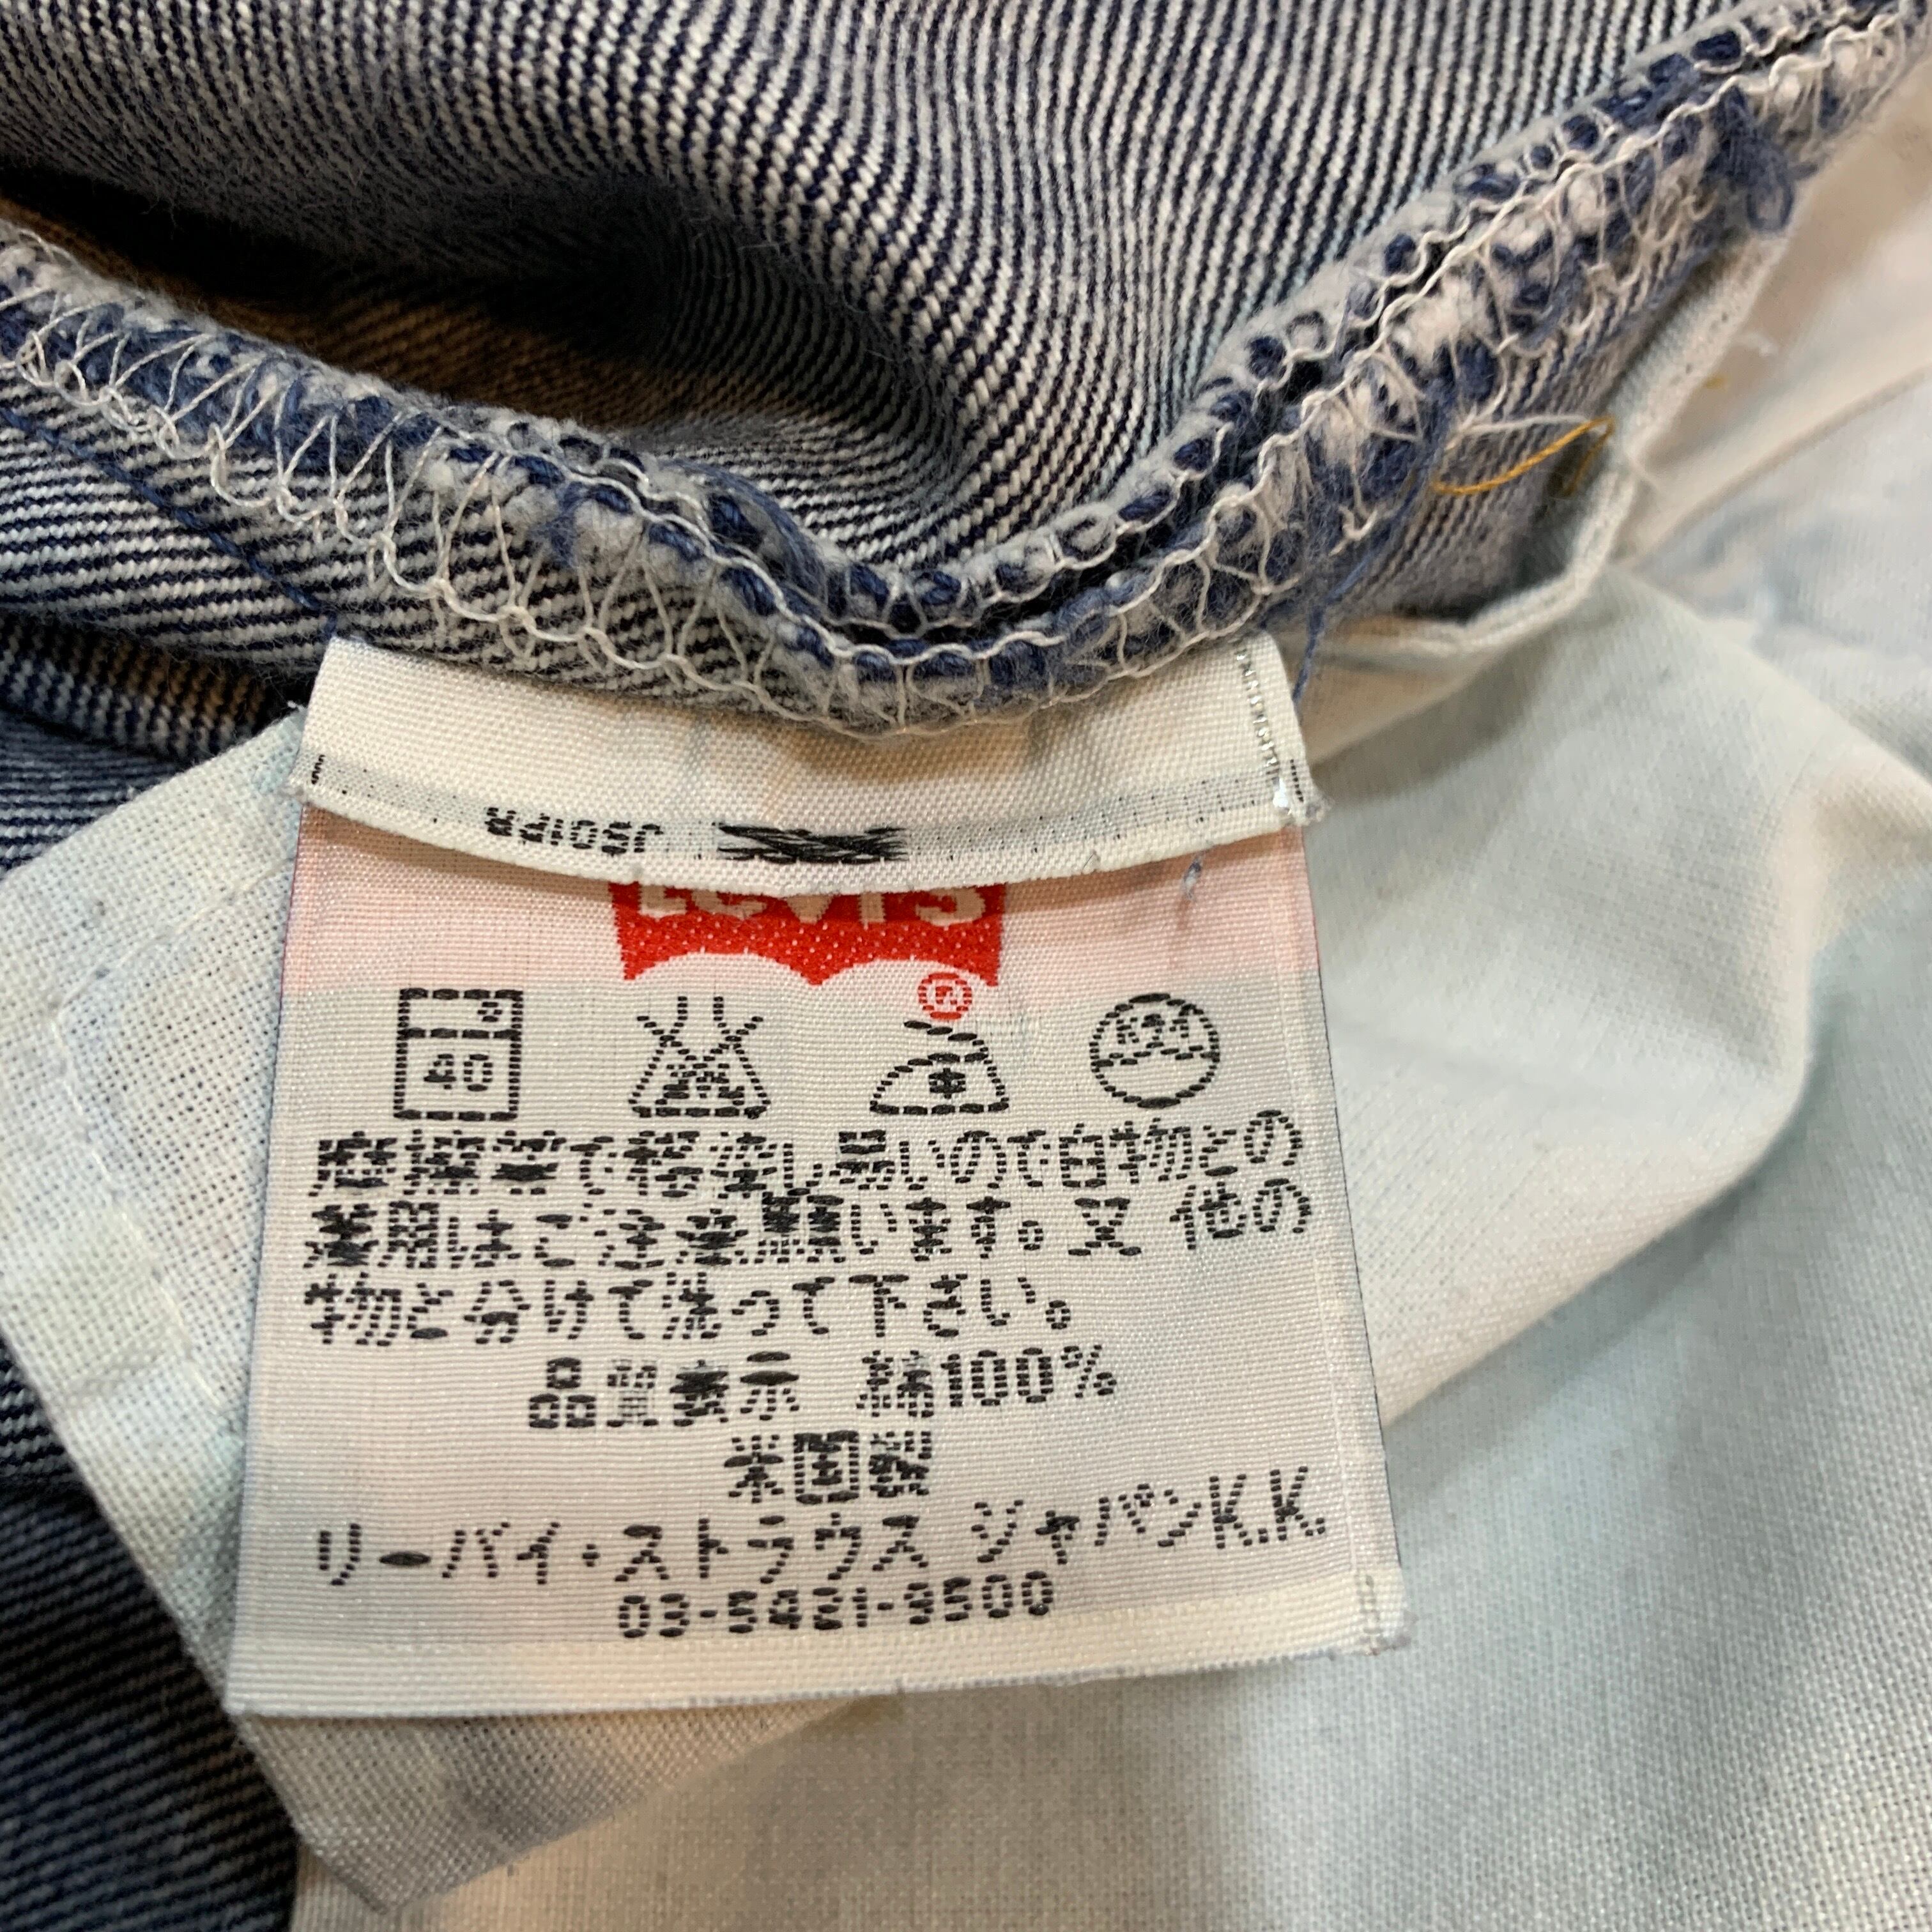 LEVI'S
®
40
摩擦等で移染し易いので白物との
着用はご注意願います。又 他の
物と分けて洗って下さい。
品質表示 綿100%
米国製
リーバイ・ストラウス ジャパンK.K.
03-5421-9500